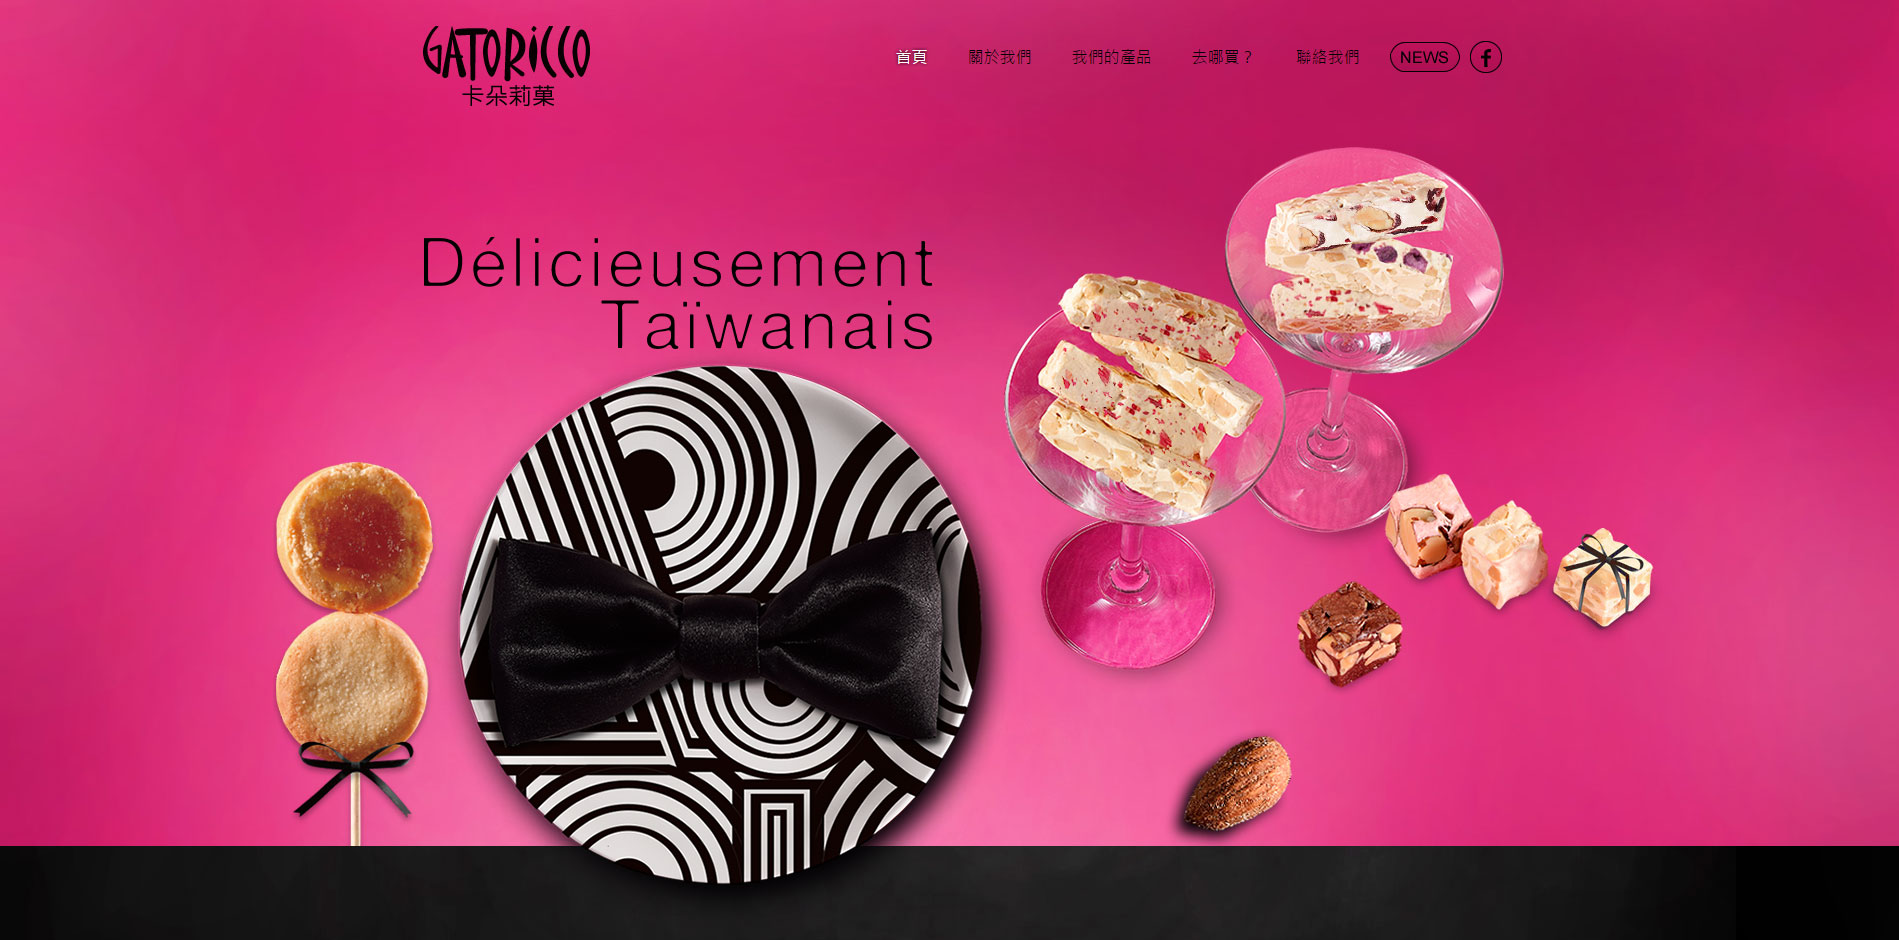 GATORiCCO
卡朵莉菓
首頁 關於我們 我們的產品 去哪買？ 聯絡我們 NEWS f
Délicieusement
Taïwanais